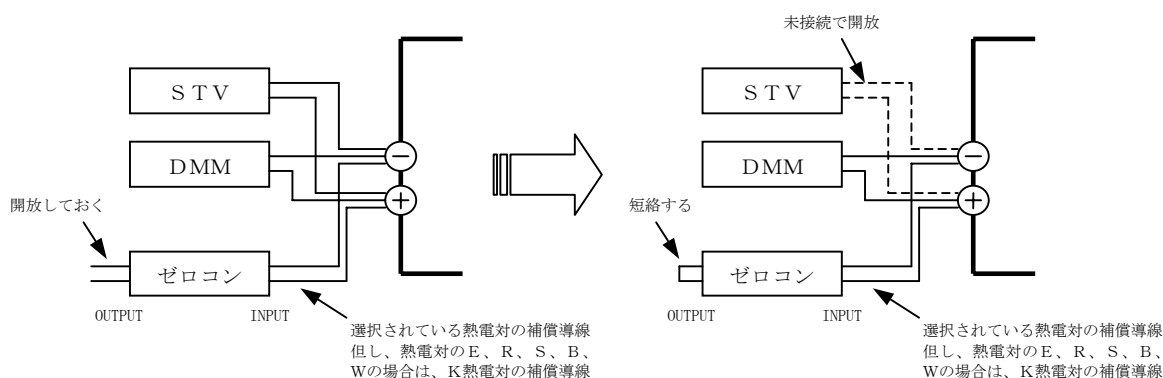 STV
DMM
開放しておく
ゼロコン
OUTPUT
INPUT
選択されている熱電対の補償導線
但し、熱電対のE、R、S、B、
Wの場合は、K熱電対の補償導線
−
+
未接続で開放
STV
DMM
短絡する
ゼロコン
OUTPUT
INPUT
選択されている熱電対の補償導線
但し、熱電対のE、R、S、B、
Wの場合は、K熱電対の補償導線
−
+